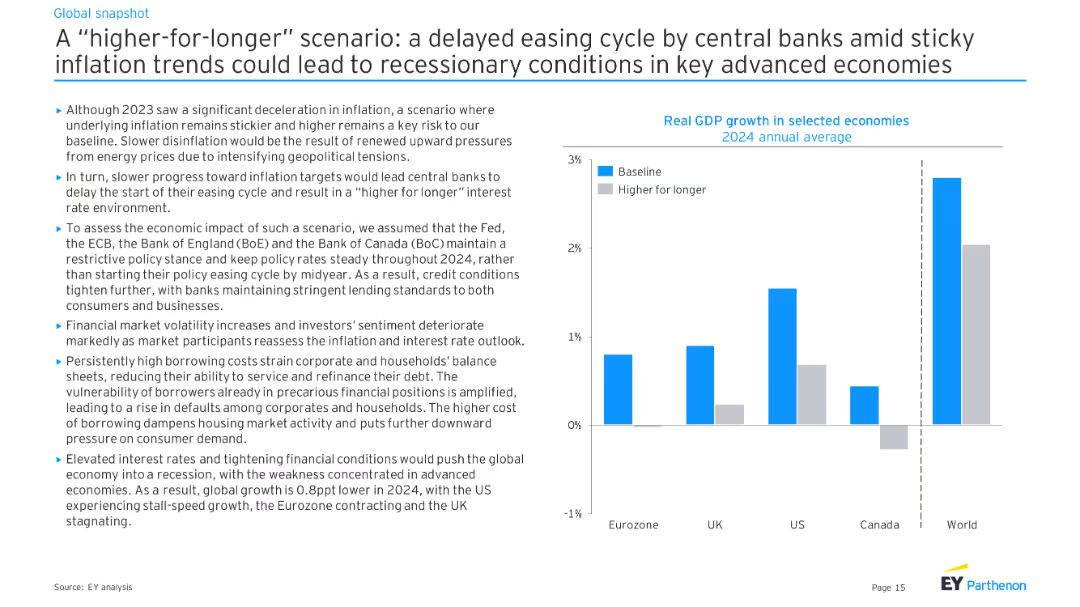 Global snapshot
A “higher-for-longer” scenario: a delayed easing cycle by central banks amid sticky
inflation trends could lead to recessionary conditions in key advanced economies
▸ Although 2023 saw a significant deceleration in inflation, a scenario where
underlying inflation remains stickier and higher remains a key risk to our
baseline. Slower disinflation would be the result of renewed upward pressures
from energy prices due to intensifying geopolitical tensions.
▸ In turn, slower progress toward inflation targets would lead central banks to
delay the start of their easing cycle and result in a “higher for longer” interest
rate environment.
▸ To assess the economic impact of such a scenario, we assumed that the Fed,
the ECB, the Bank of England (BoE) and the Bank of Canada (BoC) maintain a
restrictive policy stance and keep policy rates steady throughout 2024, rather
than starting their policy easing cycle by midyear. As a result, credit conditions
tighten further, with banks maintaining stringent lending standards to both
consumers and businesses.
▸ Financial market volatility increases and investors’ sentiment deteriorate
markedly as market participants reassess the inflation and interest rate outlook.
▸ Persistently high borrowing costs strain corporate and households’ balance
sheets, reducing their ability to service and refinance their debt. The
vulnerability of borrowers already in precarious financial positions is amplified,
leading to a rise in defaults among corporates and households. The higher cost
of borrowing dampens housing market activity and puts further downward
pressure on consumer demand.
▸ Elevated interest rates and tightening financial conditions would push the global
economy into a recession, with the weakness concentrated in advanced
economies. As a result, global growth is 0.8ppt lower in 2024, with the US
experiencing stall-speed growth, the Eurozone contracting and the UK
stagnating.
Real GDP growth in selected economies
2024 annual average
3%
Baseline
Higher for longer
2%
1%
0%
-1%
Eurozone UK US Canada World
Source: EY analysis
Page 15
EY Parthenon